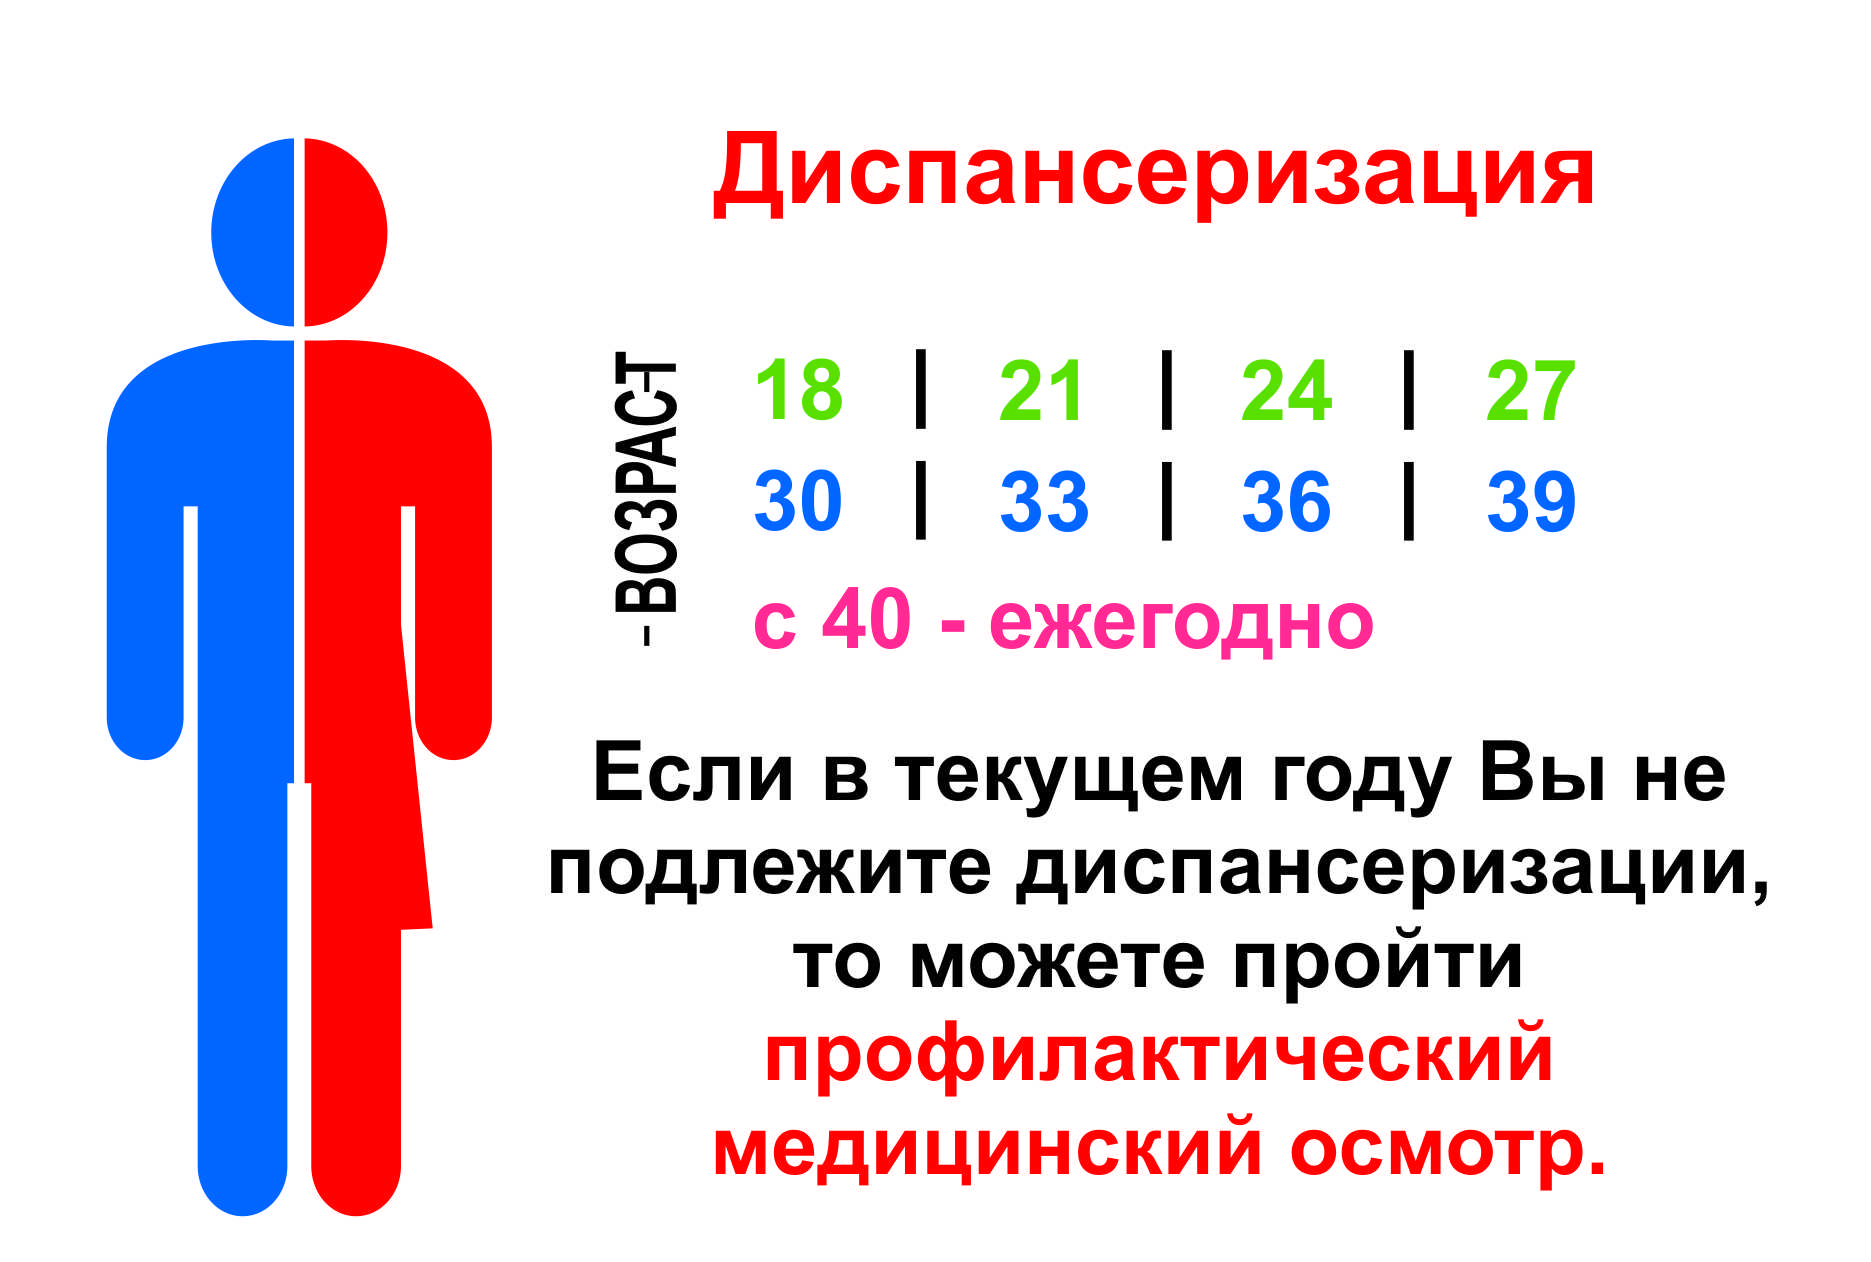 Диспансеризация
- ВОЗРАСТ -
18 | 21 | 24 | 27
30 | 33 | 36 | 39
с 40 - ежегодно
Если в текущем году Вы не
подлежите диспансеризации,
то можете пройти
профилактический
медицинский осмотр.